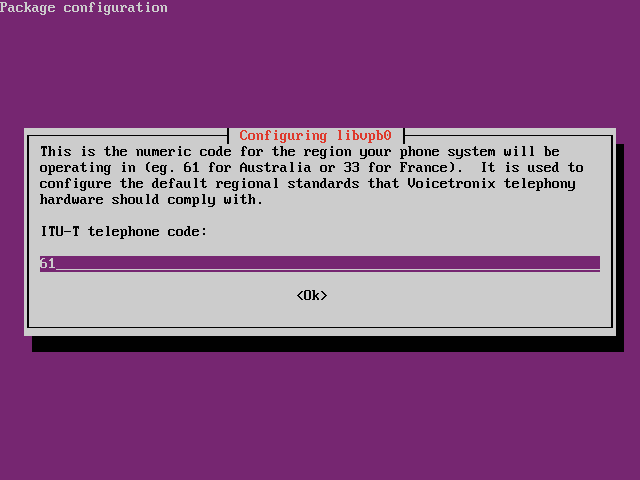 Package configuration
Configuring libvpb0
This is the numeric code for the region your phone system will be
operating in (eg. 61 for Australia or 33 for France).  It is used to
configure the default regional standards that Voicetronix telephony
hardware should comply with.
ITU-T telephone code:
61
<Ok>